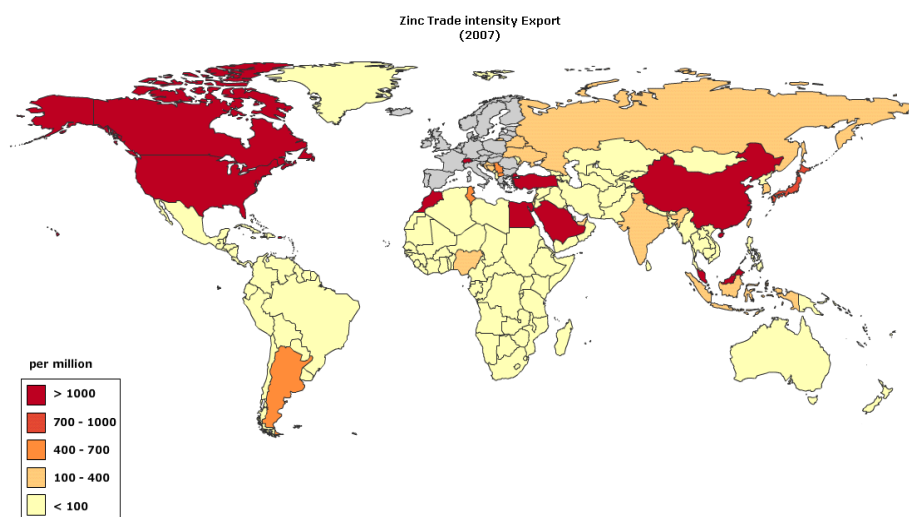 Zinc Trade intensity Export
(2007)
per million
> 1000
700 - 1000
400 - 700
100 - 400
< 100